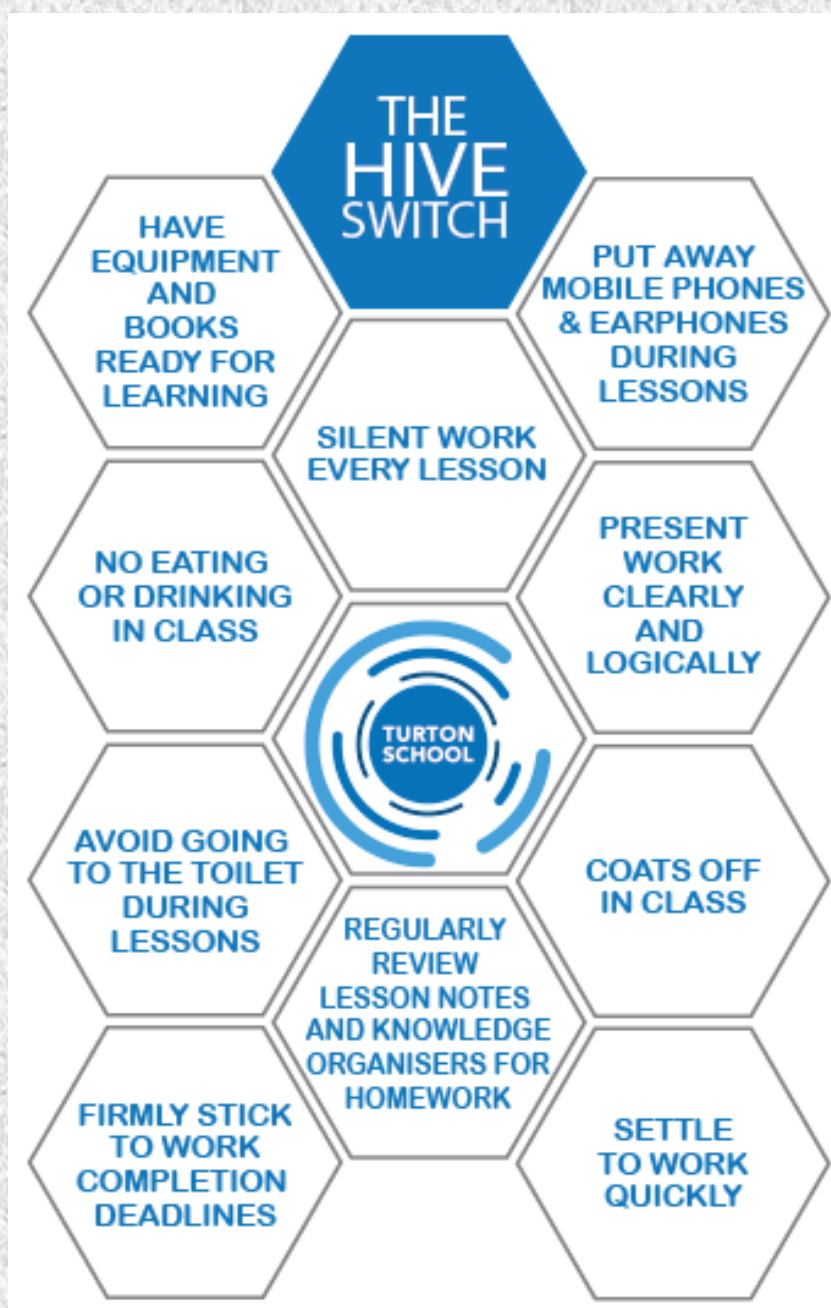 THE
HIVE
SWITCH
HAVE
EQUIPMENT
AND
BOOKS
READY FOR
LEARNING
PUT AWAY
MOBILE PHONES
& EARPHONES
DURING
LESSONS
SILENT WORK
EVERY LESSON
NO EATING
OR DRINKING
IN CLASS
PRESENT
WORK
CLEARLY
AND
LOGICALLY
TURTON
SCHOOL
AVOID GOING
TO THE TOILET
DURING
LESSONS
COATS OFF
IN CLASS
REGULARLY
REVIEW
LESSON NOTES
AND KNOWLEDGE
ORGANISERS FOR
HOMEWORK
FIRMLY STICK
TO WORK
COMPLETION
DEADLINES
SETTLE
TO WORK
QUICKLY